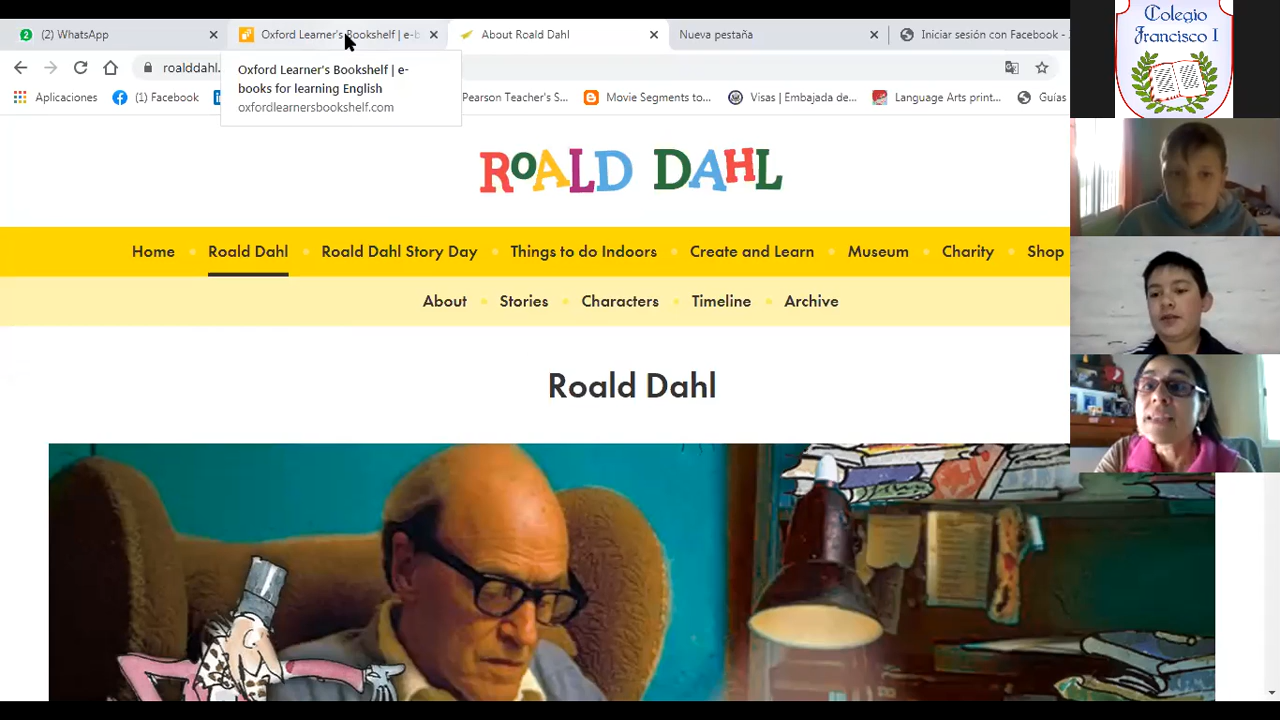 2 (2) WhatsApp
Oxford Learner's Bookshelf | e-b
About Roald Dahl
Nueva pestaña
Iniciar sesión con Facebook -
roalddahl.
Oxford Learner's Bookshelf | e-
books for learning English
oxfordlearnersbookshelf.com
Aplicaciones
(1) Facebook
Pearson Teacher's S...
Movie Segments to...
Visas | Embajada de...
Language Arts print...
Guías
Colegio
Francisco I
ROALD DAHL
Home
Roald Dahl
Roald Dahl Story Day
Things to do Indoors
Create and Learn
Museum
Charity
Shop
About
Stories
Characters
Timeline
Archive
Roald Dahl